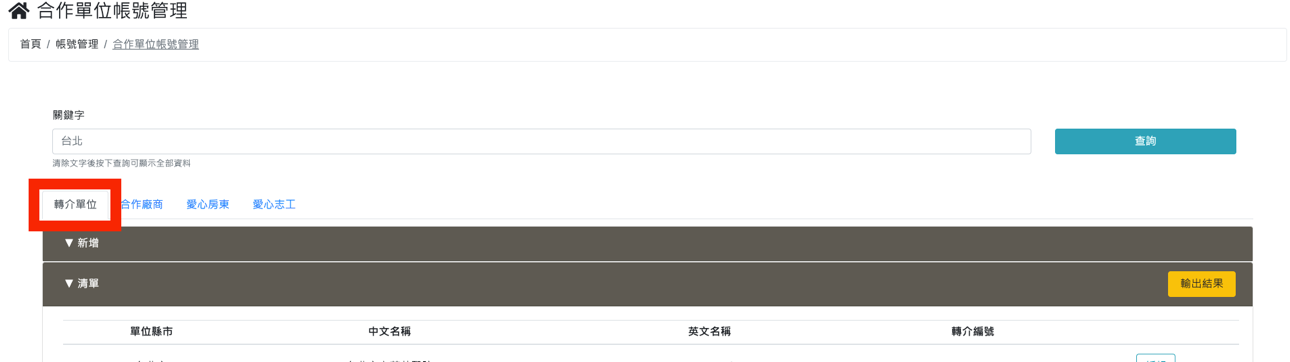 合作單位帳號管理
首頁 / 帳號管理 / 合作單位帳號管理
關鍵字
台北
查詢
清除文字後按下查詢可顯示全部資料
轉介單位 合作廠商 愛心房東 愛心志工
▼ 新增
▼ 清單
輸出結果
單位縣市 中文名稱 英文名稱 轉介編號